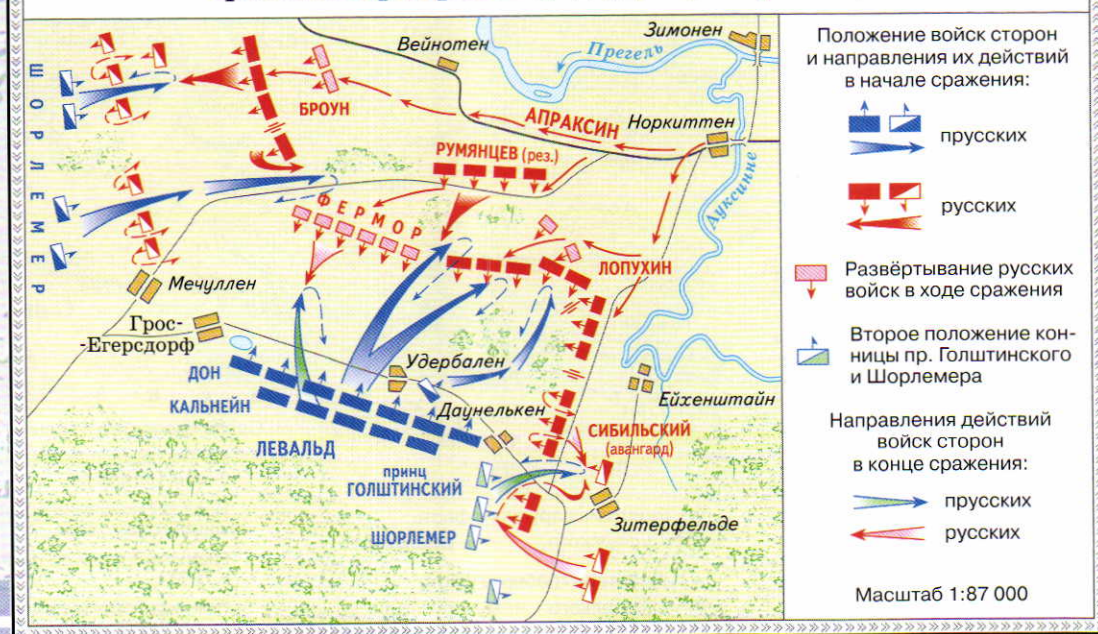 Зимонен
Вейнотен
Прегель
БРОУН
АПРАКСИН
Норкиттен
РУМЯНЦЕВ (рез.)
Ауксинне
ШОРЛЕМЕР
ФЕРМОР
ЛОПУХИН
Мечуллен
Грос-
-Егерсдорф
Удербален
ДОН
КАЛЬНЕЙН
Даунелькен
Ейхенштайн
ЛЕВАЛЬД
СИБИЛЬСКИЙ
(авангард)
принц
ГОЛШТИНСКИЙ
ШОРЛЕМЕР
Зитерфельде
Положение войск сторон
и направления их действий
в начале сражения:
прусских
русских
Развёртывание русских
войск в ходе сражения
Второе положение кон-
ницы пр. Голштинского
и Шорлемера
Направления действий
войск сторон
в конце сражения:
прусских
русских
Масштаб 1:87 000